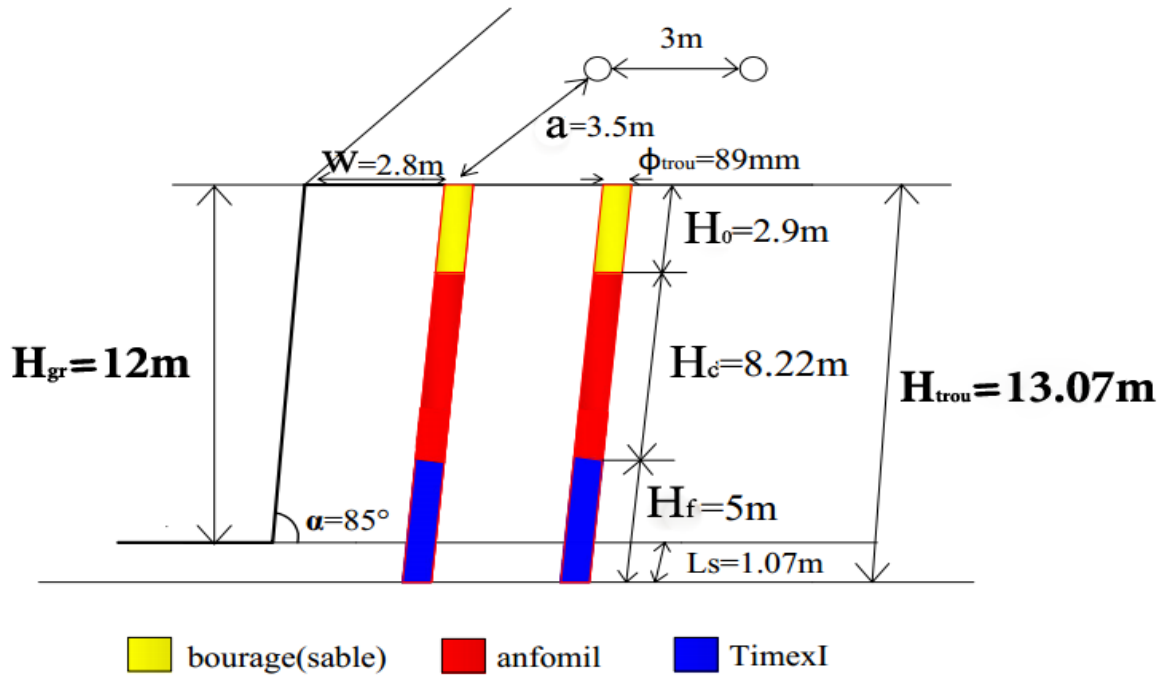 3m
a=3.5m
W=2.8m
ϕtrou=89mm
H₀=2.9m
Hgr=12m
Hc=8.22m
Htrou=13.07m
α=85°
Hf=5m
Ls=1.07m
bourage(sable) anfomil TimexI